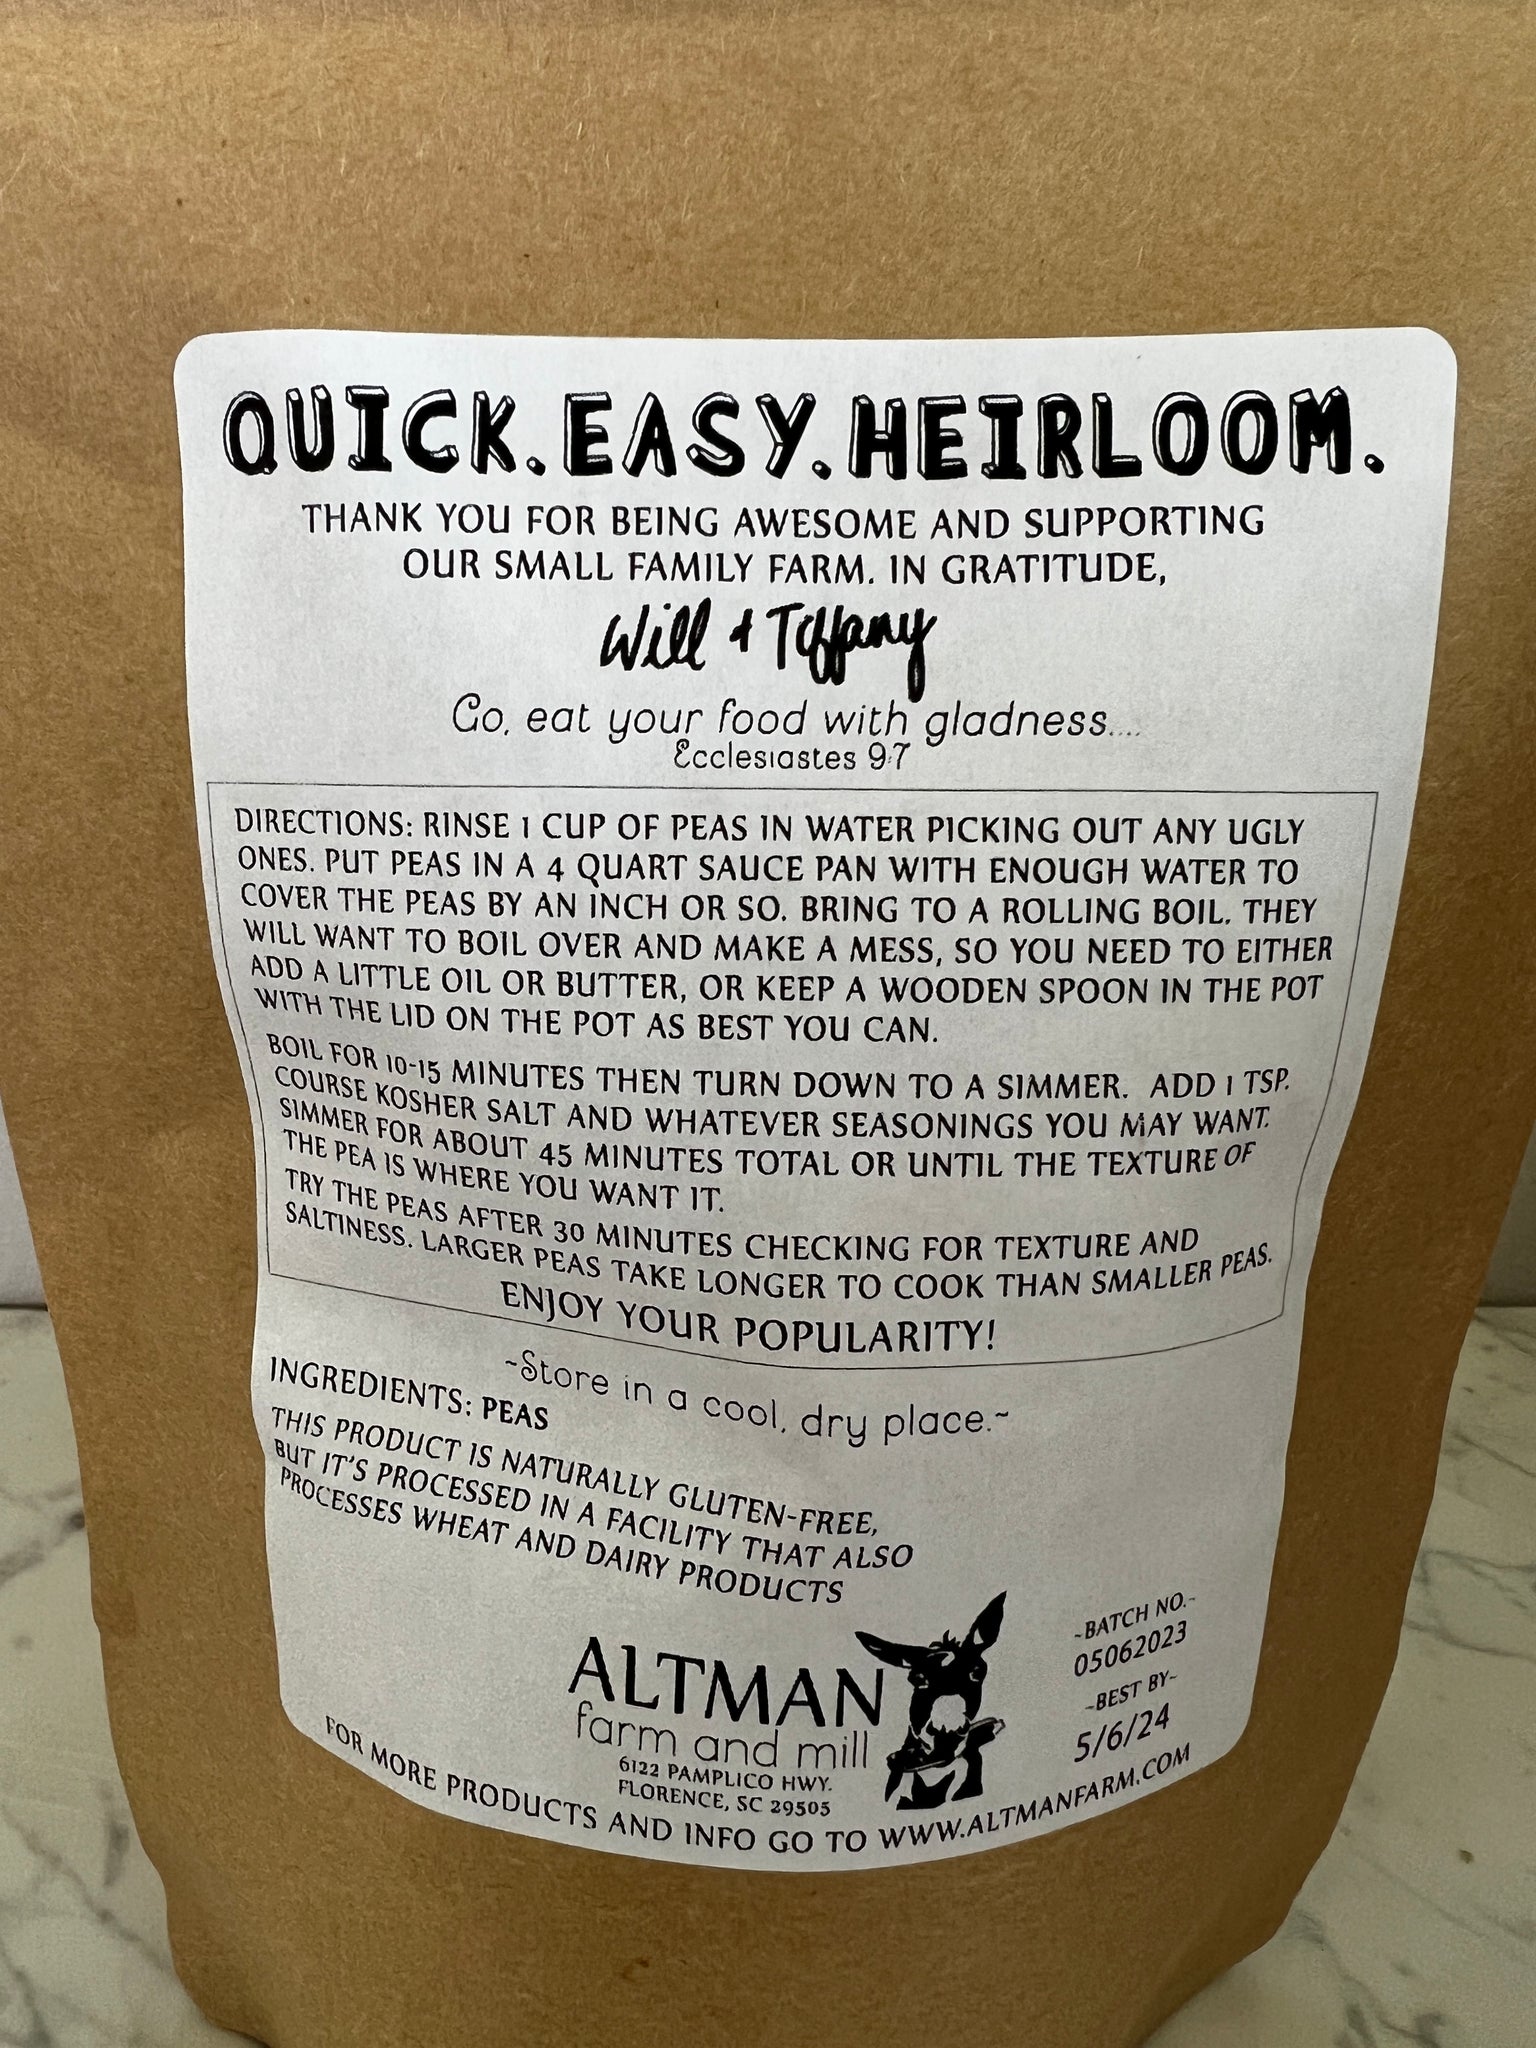 QUICK.EASY.HEIRLOOM.
THANK YOU FOR BEING AWESOME AND SUPPORTING
OUR SMALL FAMILY FARM. IN GRATITUDE,
Will + Tiffany
Go, eat your food with gladness....
Ecclesiastes 9:7
DIRECTIONS: RINSE 1 CUP OF PEAS IN WATER PICKING OUT ANY UGLY
ONES. PUT PEAS IN A 4 QUART SAUCE PAN WITH ENOUGH WATER TO
COVER THE PEAS BY AN INCH OR SO. BRING TO A ROLLING BOIL. THEY
WILL WANT TO BOIL OVER AND MAKE A MESS, SO YOU NEED TO EITHER
ADD A LITTLE OIL OR BUTTER, OR KEEP A WOODEN SPOON IN THE POT
WITH THE LID ON THE POT AS BEST YOU CAN.
BOIL FOR 10-15 MINUTES THEN TURN DOWN TO A SIMMER. ADD 1 TSP.
COURSE KOSHER SALT AND WHATEVER SEASONINGS YOU MAY WANT.
SIMMER FOR ABOUT 45 MINUTES TOTAL OR UNTIL THE TEXTURE OF
THE PEA IS WHERE YOU WANT IT.
TRY THE PEAS AFTER 30 MINUTES CHECKING FOR TEXTURE AND
SALTINESS. LARGER PEAS TAKE LONGER TO COOK THAN SMALLER PEAS.
ENJOY YOUR POPULARITY!
~Store in a cool, dry place.~
INGREDIENTS: PEAS
THIS PRODUCT IS NATURALLY GLUTEN-FREE,
BUT IT'S PROCESSED IN A FACILITY THAT ALSO
PROCESSES WHEAT AND DAIRY PRODUCTS
ALTMAN
farm and mill
6122 PAMPLICO HWY.
FLORENCE, SC 29505
~BATCH NO.~
05062023
~BEST BY~
5/6/24
FOR MORE PRODUCTS AND INFO GO TO WWW.ALTMANFARM.COM